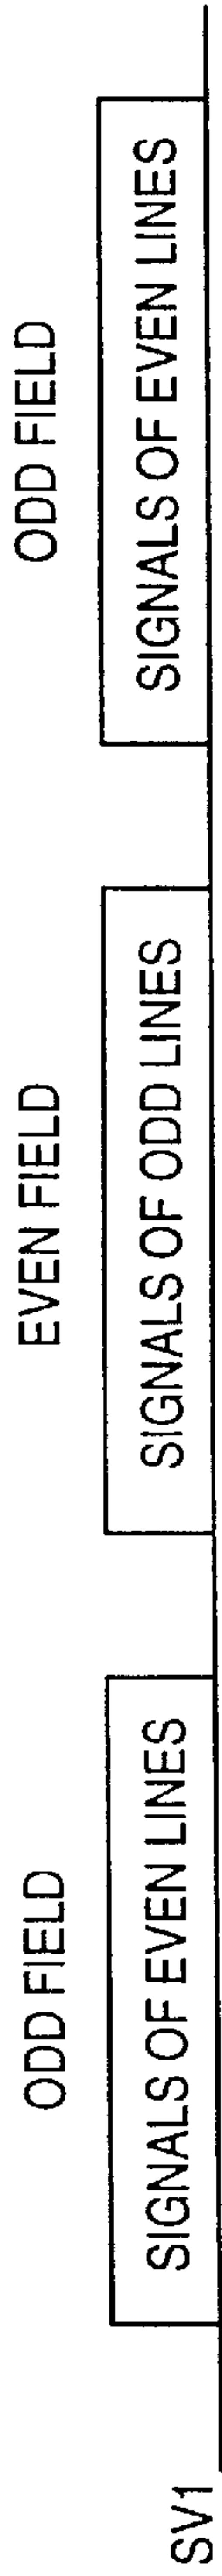 ODD FIELD
EVEN FIELD
ODD FIELD
SV1
SIGNALS OF EVEN LINES
SIGNALS OF ODD LINES
SIGNALS OF EVEN LINES